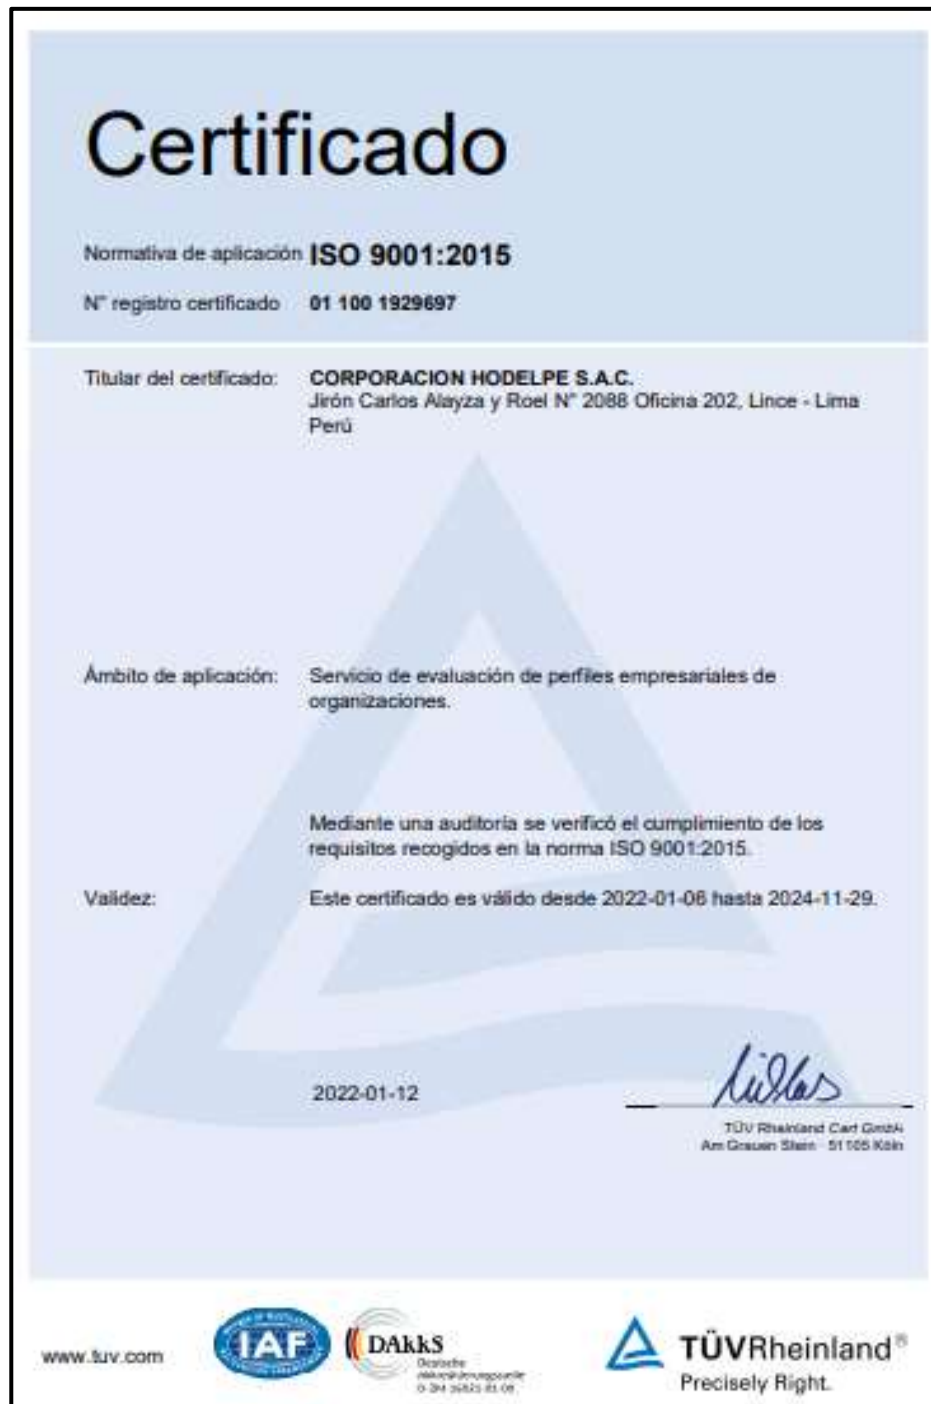 Certificado
Normativa de aplicación ISO 9001:2015
N° registro certificado 01 100 1929697
Titular del certificado: CORPORACION HODELPE S.A.C.
Jirón Carlos Alayza y Roel N° 2088 Oficina 202, Lince - Lima
Perú
Ámbito de aplicación: Servicio de evaluación de perfiles empresariales de
organizaciones.
Mediante una auditoría se verificó el cumplimiento de los
requisitos recogidos en la norma ISO 9001:2015.
Validez: Este certificado es válido desde 2022-01-06 hasta 2024-11-29.
2022-01-12
TÜV Rheinland Cert GmbH
Am Grauen Stein · 51105 Köln
www.tuv.com
IAF
DAkkS
Deutsche
Akkreditierungsstelle
TÜVRheinland®
Precisely Right.